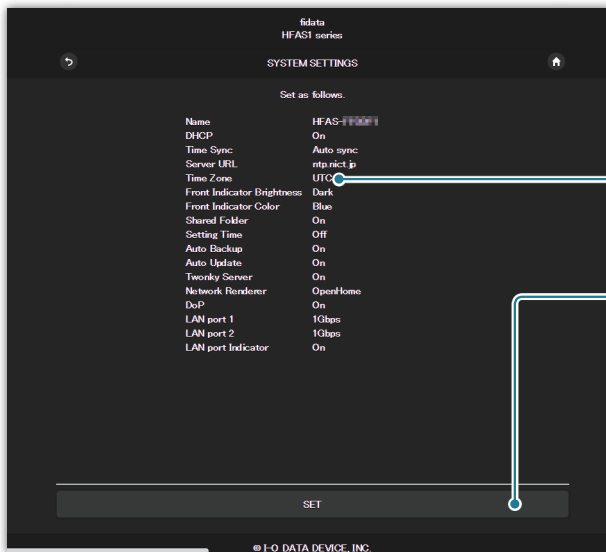 fidata
HFAS1 series
SYSTEM SETTINGS
Set as follows.
Name HFAS-
DHCP On
Time Sync Auto sync
Server URL ntp.nict.jp
Time Zone UTC
Front Indicator Brightness Dark
Front Indicator Color Blue
Shared Folder On
Setting Time Off
Auto Backup On
Auto Update On
Twonky Server On
Network Renderer OpenHome
DoP On
LAN port 1 1Gbps
LAN port 2 1Gbps
LAN port Indicator On
SET
© I-O DATA DEVICE, INC.